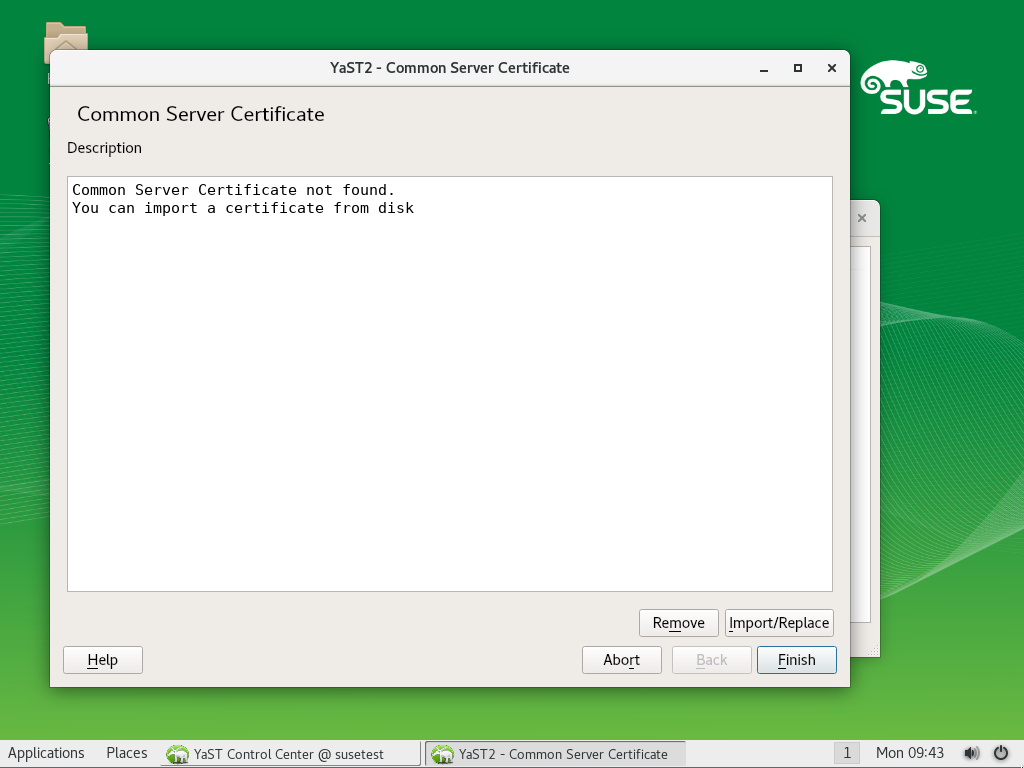 YaST2 - Common Server Certificate
Common Server Certificate
Description
Common Server Certificate not found.
You can import a certificate from disk
SUSE
Remove
Import/Replace
Help
Abort
Back
Finish
Applications
Places
YaST Control Center @ susetest
YaST2 - Common Server Certificate
1
Mon 09:43